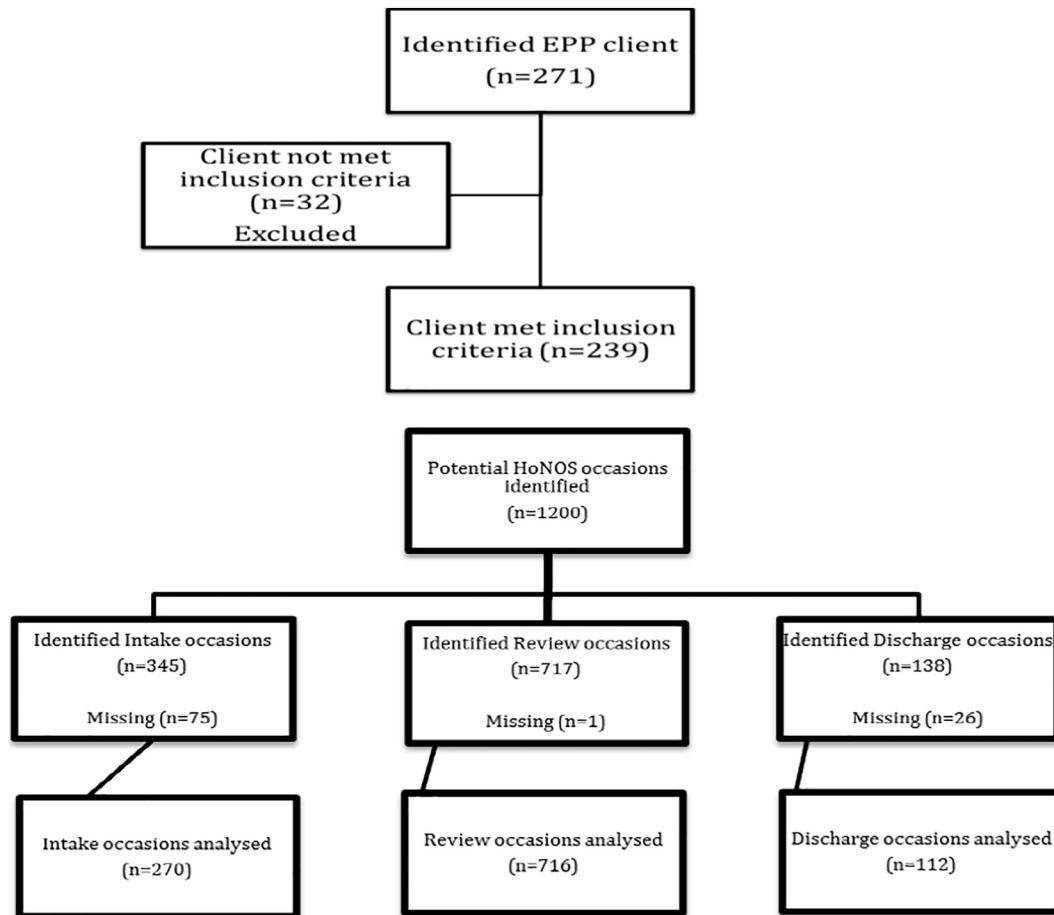 Identified EPP client
(n=271)
Client not met
inclusion criteria
(n=32)
Excluded
Client met inclusion
criteria (n=239)
Potential HoNOS occasions
identified
(n=1200)
Identified Intake occasions
(n=345)
Missing (n=75)
Identified Review occasions
(n=717)
Missing (n=1)
Identified Discharge occasions
(n=138)
Missing (n=26)
Intake occasions analysed
(n=270)
Review occasions analysed
(n=716)
Discharge occasions analysed
(n=112)